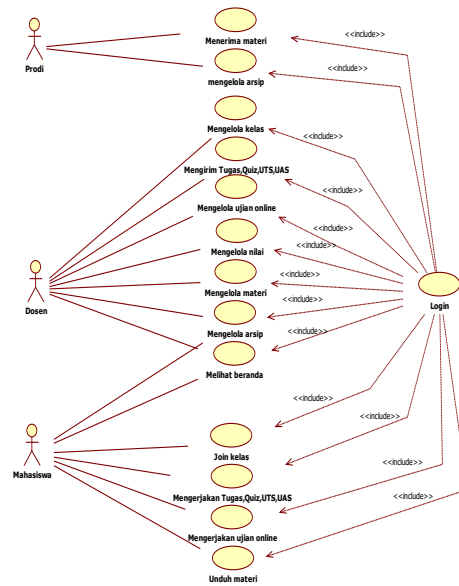 Menerima materi
<<include>>
Prodi
mengelola arsip
<<include>>
Mengelola kelas
<<include>>
Mengirim Tugas,Quiz,UTS,UAS
<<include>>
Mengelola ujian online
<<include>>
Mengelola nilai
<<include>>
Mengelola materi
<<include>>
Dosen
Login
Mengelola arsip
<<include>>
<<include>>
Melihat beranda
<<include>>
Join kelas
<<include>>
Mahasiswa
Mengerjakan Tugas,Quiz,UTS,UAS
<<include>>
Mengerjakan ujian online
<<include>>
Unduh materi